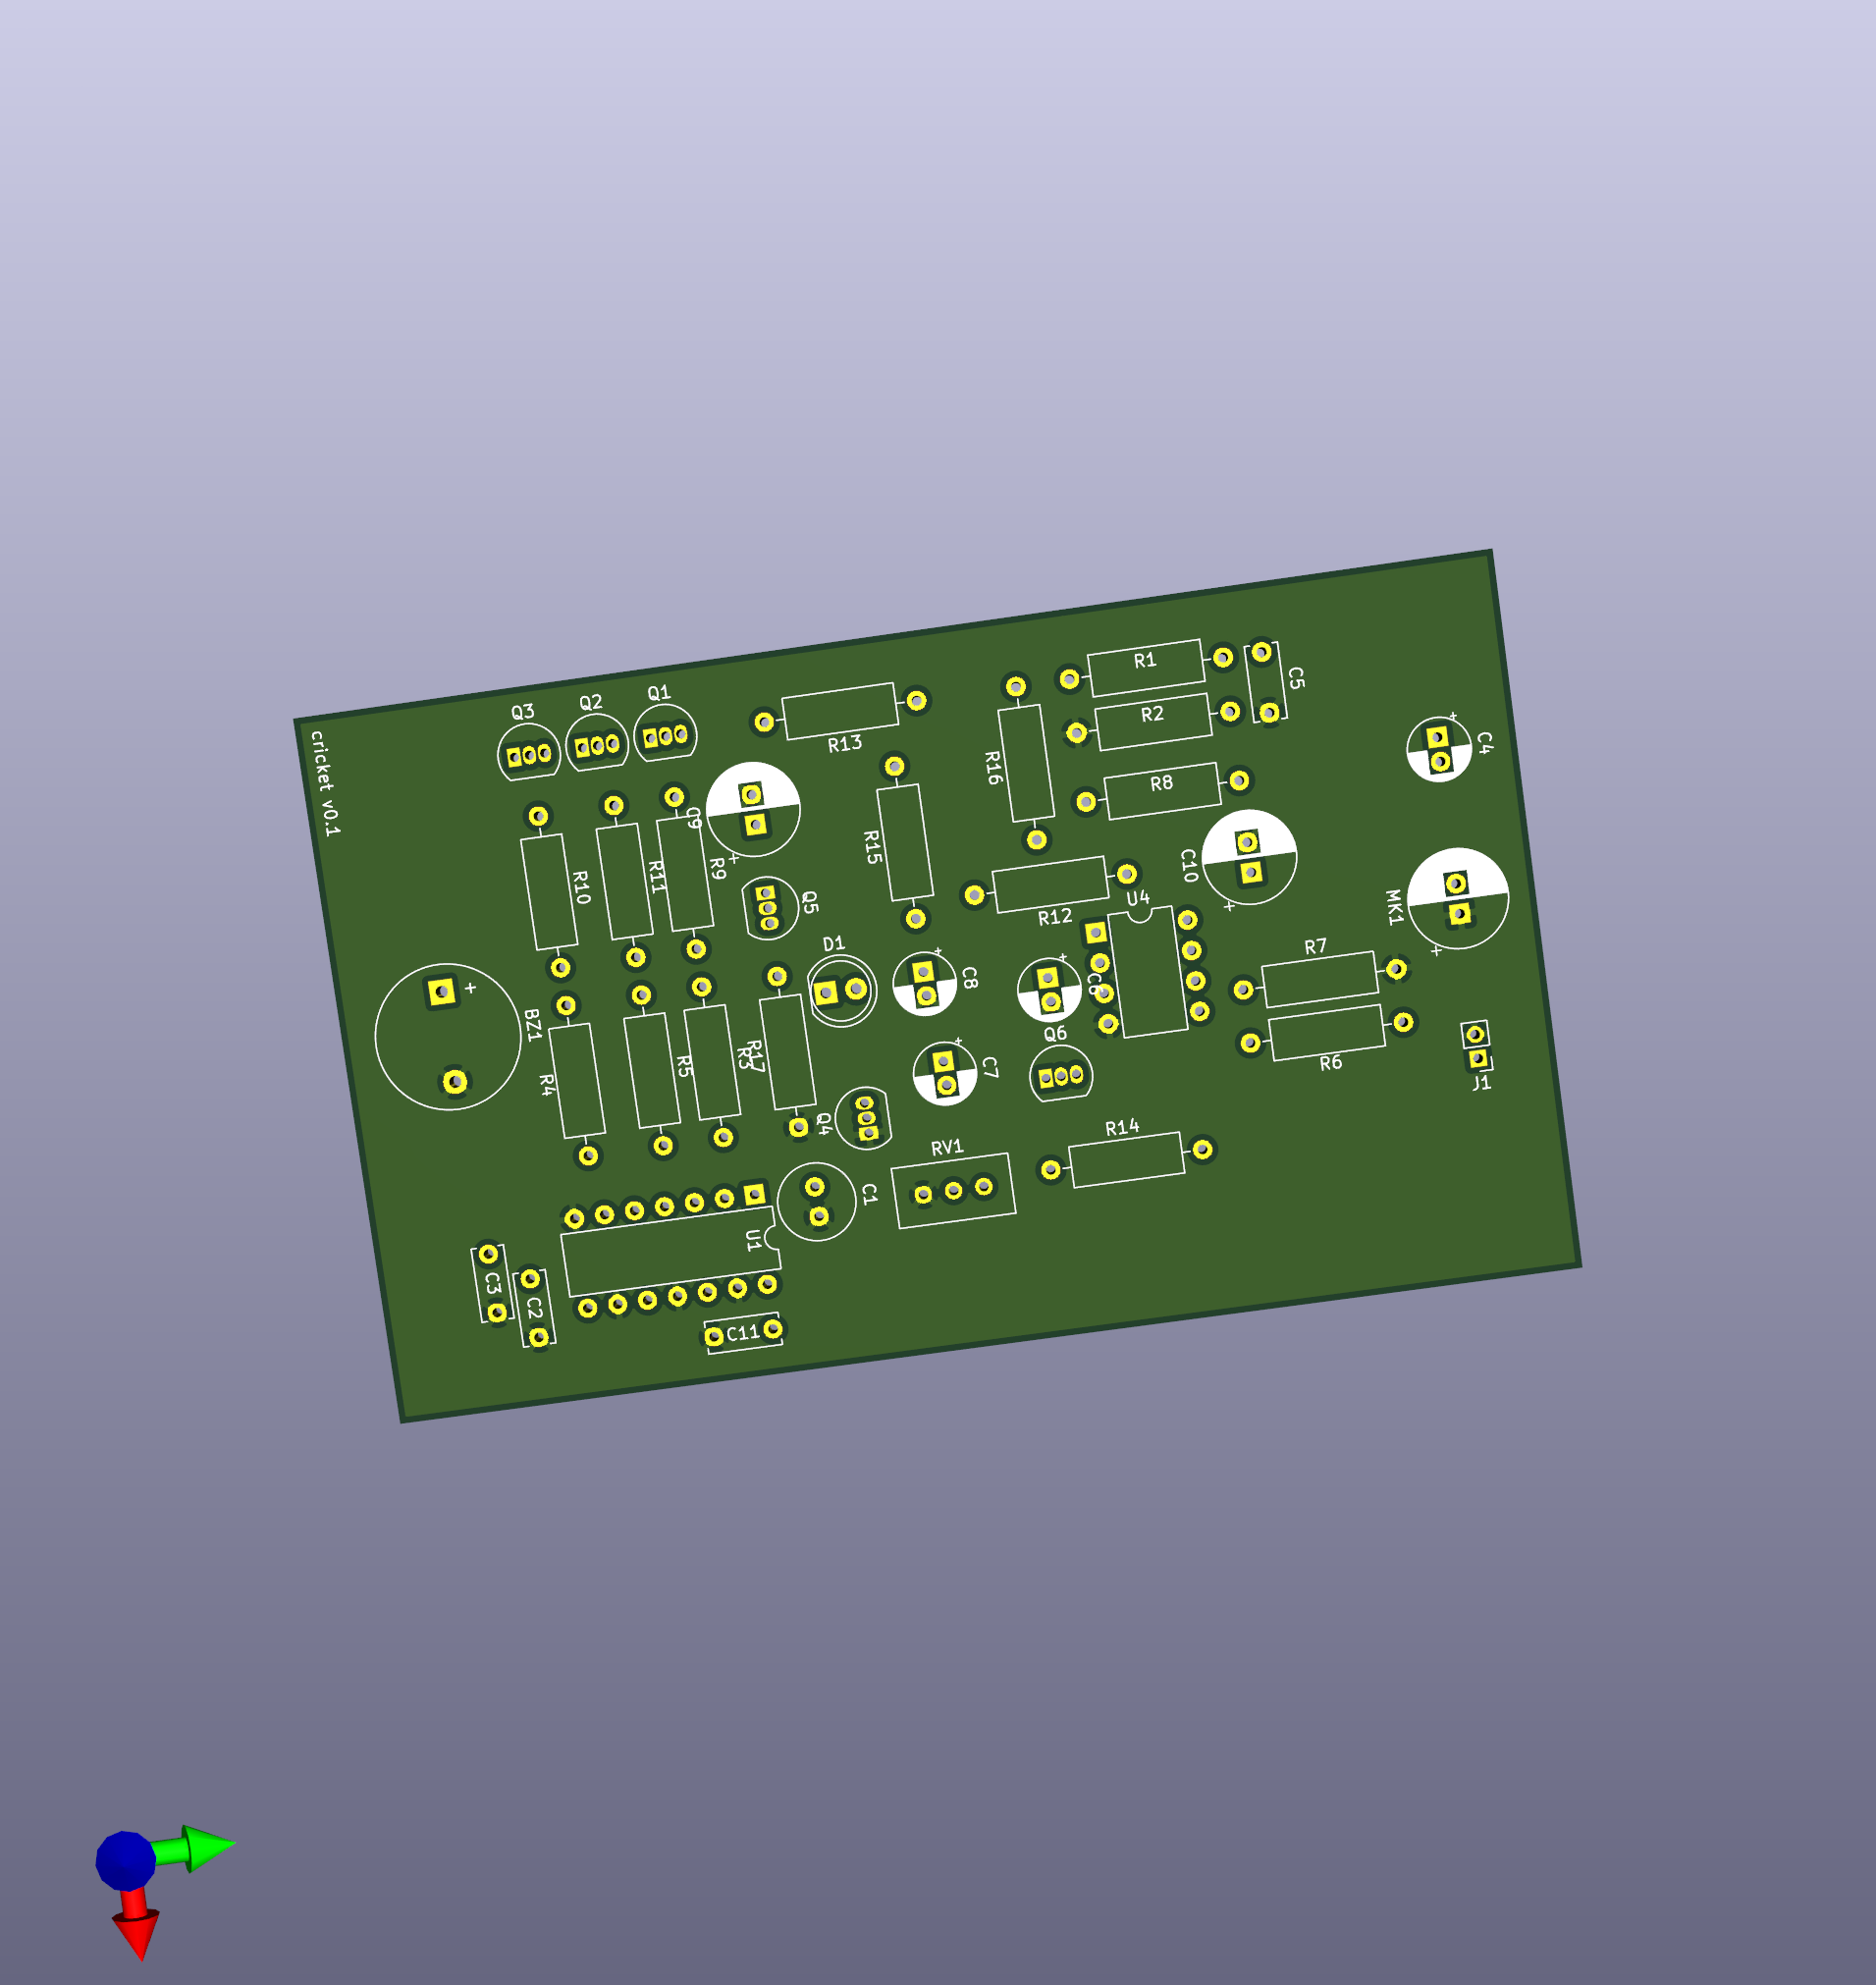 cricket v0.1
Q3
Q2
Q1
R13
R16
R1
R2
C5
C4
R8
R10
R11
C9
R9
Q5
R15
R12
U4
C10
MK1
+
+
+
+
R7
R6
J1
D1
+
C8
+
C6
Q6
+
BZ1
R4
R5
R3
R17
Q4
+
C7
RV1
R14
C1
U1
C3
C2
C11